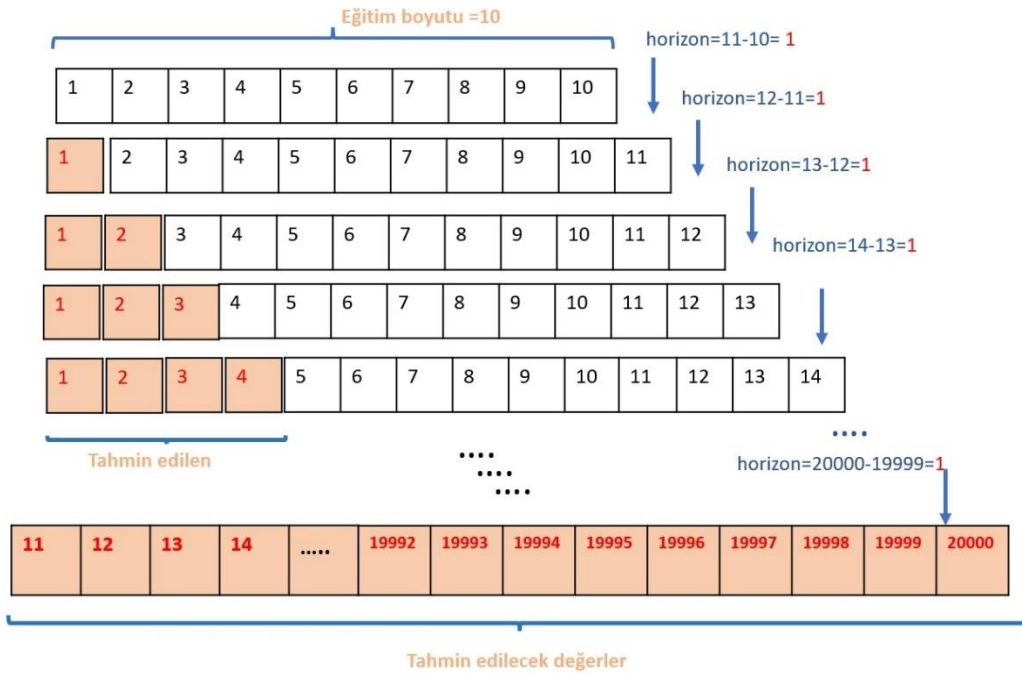 Eğitim boyutu =10
horizon=11-10= 1
1 2 3 4 5 6 7 8 9 10
horizon=12-11=1
1 2 3 4 5 6 7 8 9 10 11
horizon=13-12=1
1 2 3 4 5 6 7 8 9 10 11 12
horizon=14-13=1
1 2 3 4 5 6 7 8 9 10 11 12 13
1 2 3 4 5 6 7 8 9 10 11 12 13 14
....
Tahmin edilen
....
....
....
horizon=20000-19999=1
11 12 13 14 ..... 19992 19993 19994 19995 19996 19997 19998 19999 20000
Tahmin edilecek değerler